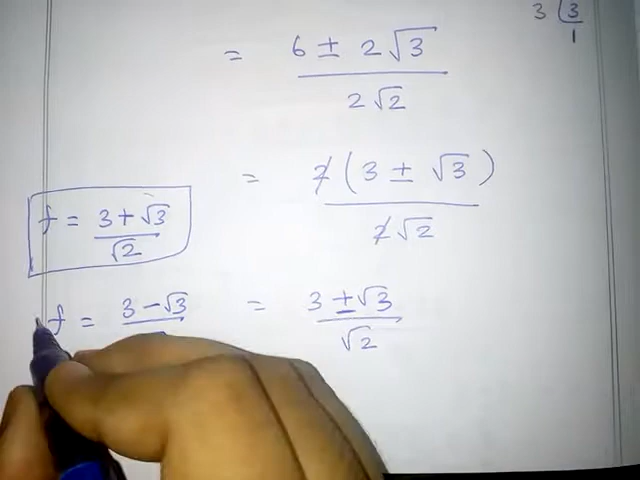 3 (3
1
= 6 ± 2√3
2√2
= 2 (3 ± √3)
2√2
f = 3 + √3
√2
f = 3 - √3
= 3 ± √3
√2